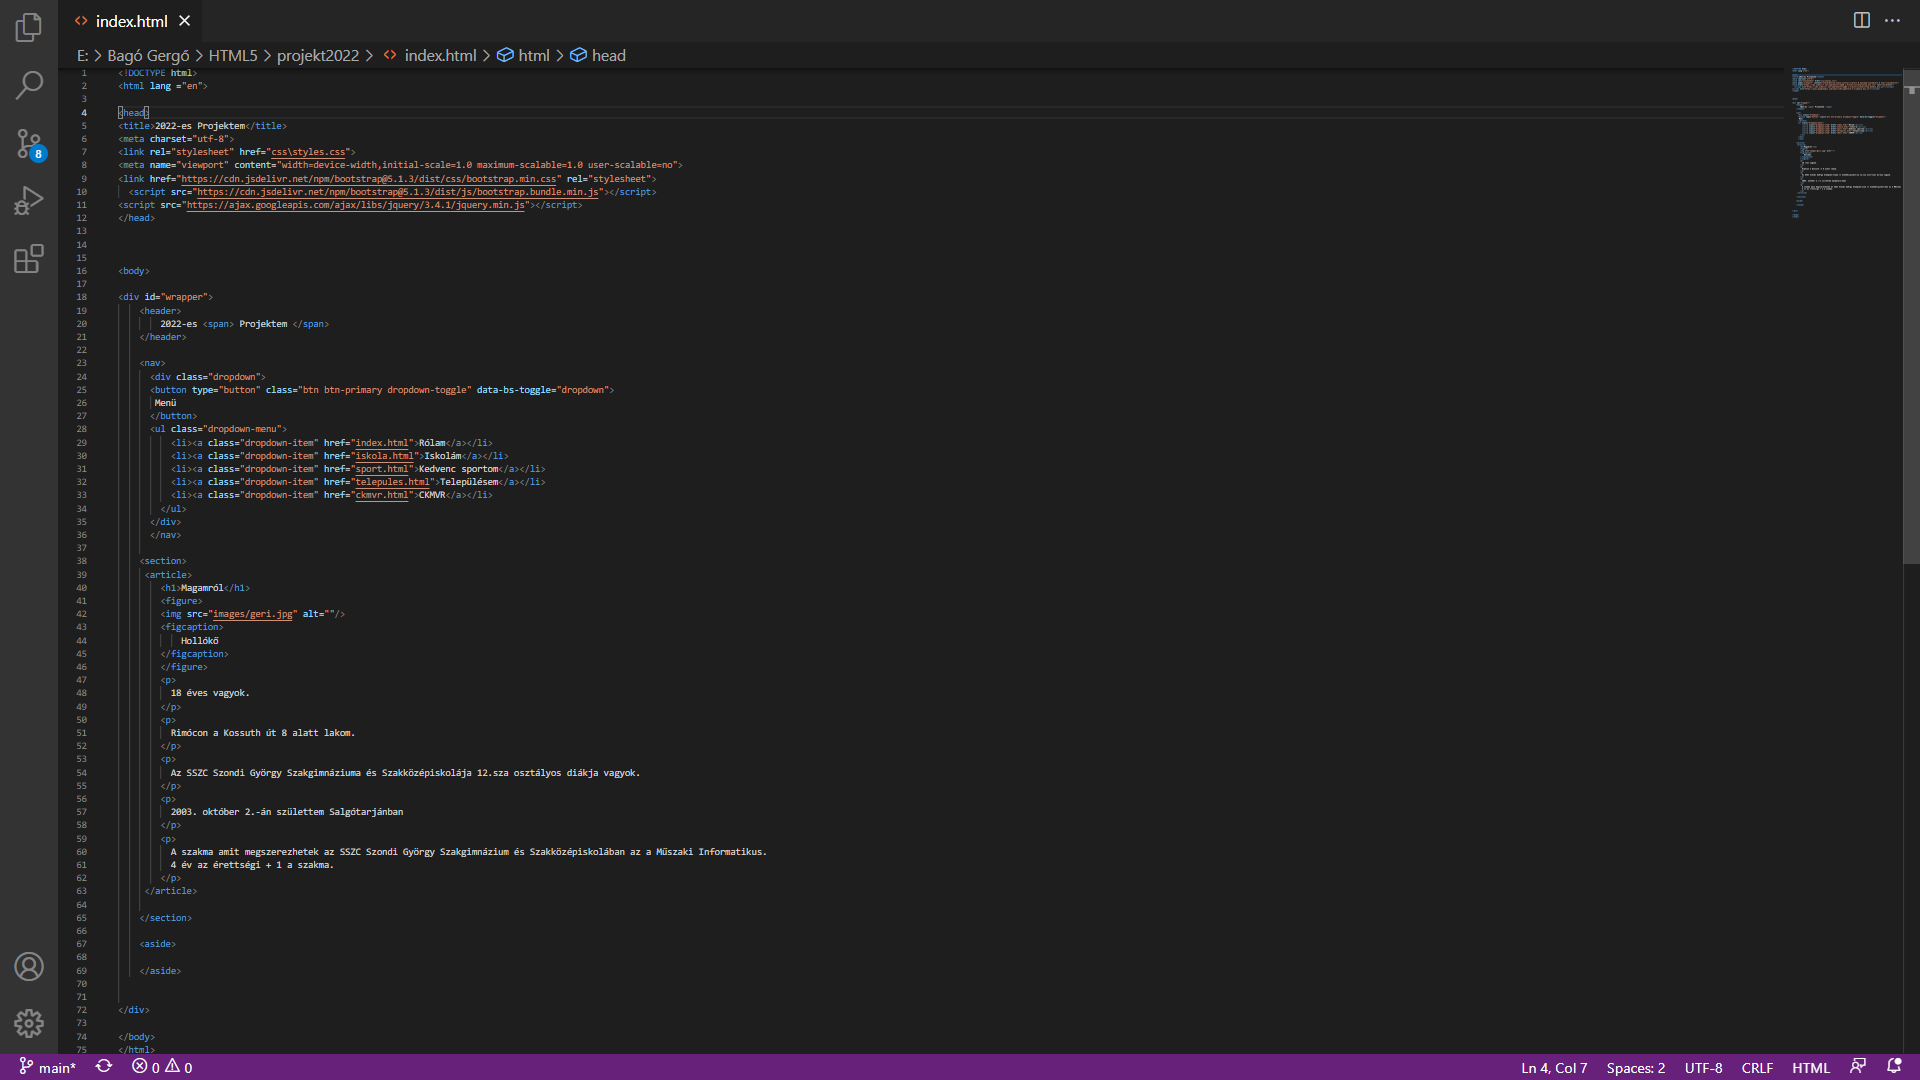 index.html
E: > Bagó Gergő > HTML5 > projekt2022 > <> index.html > html > head
1 <!DOCTYPE html>
2 <html lang ="en">
3
4 <head>
5 <title>2022-es Projektem</title>
6 <meta charset="utf-8">
7 <link rel="stylesheet" href="css\styles.css">
8 <meta name="viewport" content="width=device-width,initial-scale=1.0 maximum-scalable=1.0 user-scalable=no">
9 <link href="https://cdn.jsdelivr.net/npm/bootstrap@5.1.3/dist/css/bootstrap.min.css" rel="stylesheet">
10 <script src="https://cdn.jsdelivr.net/npm/bootstrap@5.1.3/dist/js/bootstrap.bundle.min.js"></script>
11 <script src="https://ajax.googleapis.com/ajax/libs/jquery/3.4.1/jquery.min.js"></script>
12 </head>
13
14
15
16 <body>
17
18 <div id="wrapper">
19 <header>
20 2022-es <span> Projektem </span>
21 </header>
22
23 <nav>
24 <div class="dropdown">
25 <button type="button" class="btn btn-primary dropdown-toggle" data-bs-toggle="dropdown">
26 Menü
27 </button>
28 <ul class="dropdown-menu">
29 <li><a class="dropdown-item" href="index.html">Rólam</a></li>
30 <li><a class="dropdown-item" href="iskola.html">Iskolám</a></li>
31 <li><a class="dropdown-item" href="sport.html">Kedvenc sportom</a></li>
32 <li><a class="dropdown-item" href="telepules.html">Településem</a></li>
33 <li><a class="dropdown-item" href="ckmvr.html">CKMVR</a></li>
34 </ul>
35 </div>
36 </nav>
37
38 <section>
39 <article>
40 <h1>Magamról</h1>
41 <figure>
42 <img src="images/geri.jpg" alt=""/>
43 <figcaption>
44 Hollókő
45 </figcaption>
46 </figure>
47 <p>
48 18 éves vagyok.
49 </p>
50 <p>
51 Rimócon a Kossuth út 8 alatt lakom.
52 </p>
53 <p>
54 Az SSZC Szondi György Szakgimnáziuma és Szakközépiskolája 12.sza osztályos diákja vagyok.
55 </p>
56 <p>
57 2003. október 2.-án születtem Salgótarjánban
58 </p>
59 <p>
60 A szakma amit megszerezhetek az SSZC Szondi György Szakgimnázium és Szakközépiskolában az a Műszaki Informatikus.
61 4 év az érettségi + 1 a szakma.
62 </p>
63 </article>
64
65 </section>
66
67 <aside>
68
69 </aside>
70
71
72 </div>
73
74 </body>
75 </html>
8
main* 0 0 Ln 4, Col 7 Spaces: 2 UTF-8 CRLF HTML